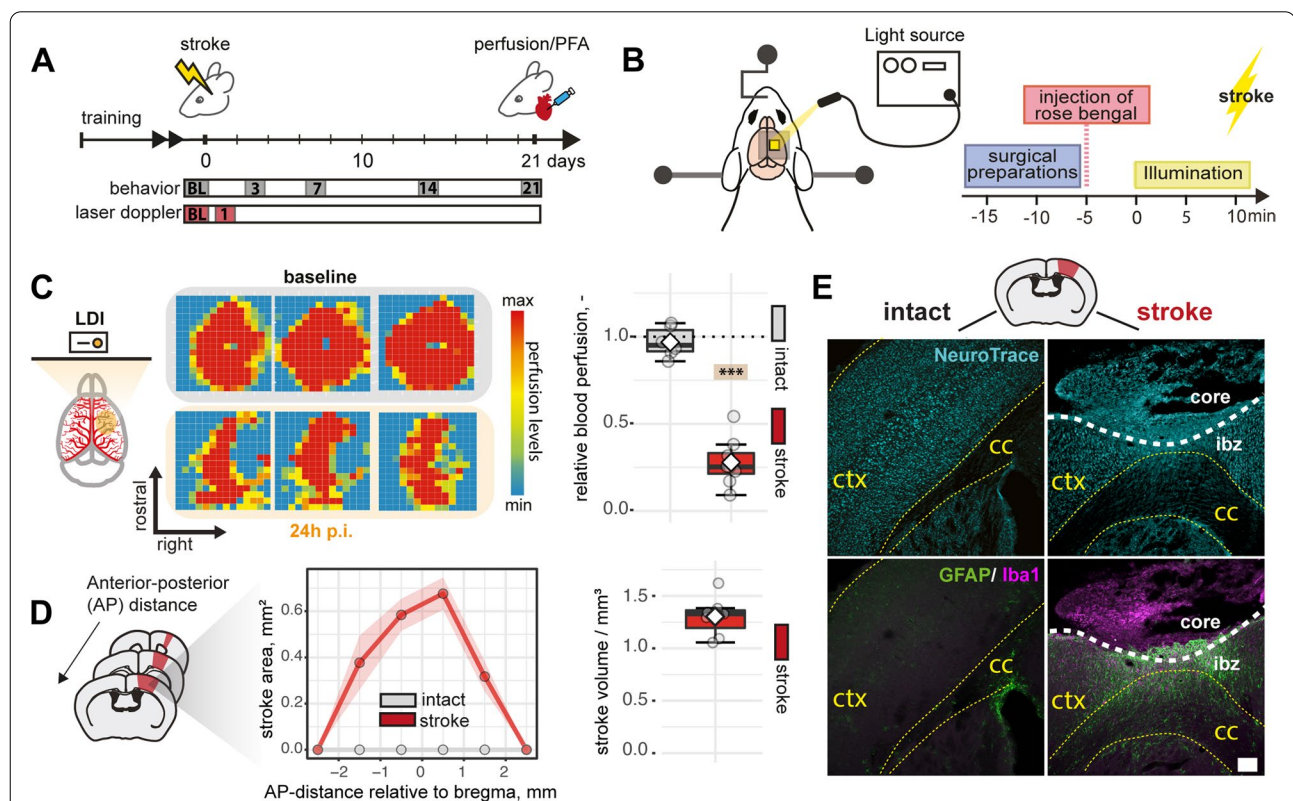 A
stroke
perfusion/PFA
training
0
10
21
days
behavior
BL
3
7
14
21
laser doppler
BL
1
B
Light source
stroke
injection of
rose bengal
surgical
preparations
Illumination
-15
-10
-5
0
5
10min
C
baseline
LDI
max
perfusion levels
min
rostral
right
24h p.i.
relative blood perfusion, -
1.0
0.5
0.0
***
intact
stroke
D
Anterior-posterior
(AP) distance
stroke area, mm²
0.6
0.4
0.2
0.0
intact
stroke
−2
−1
0
1
2
AP-distance relative to bregma, mm
stroke volume / mm³
1.5
1.0
0.5
0.0
stroke
E
intact
stroke
NeuroTrace
cc
ctx
core
ibz
ctx
cc
GFAP/ Iba1
cc
ctx
core
ibz
ctx
cc